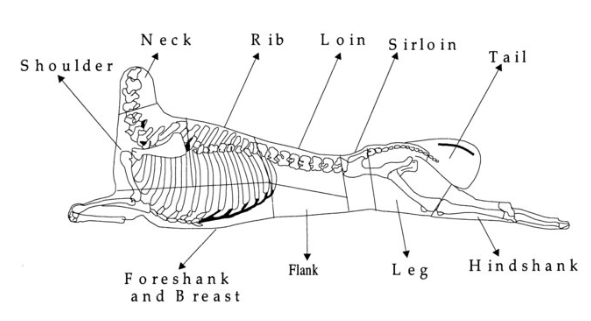 Neck
Rib
Loin
Sirloin
Tail
Shoulder
Foreshank
and Breast
Flank
Leg
Hindshank